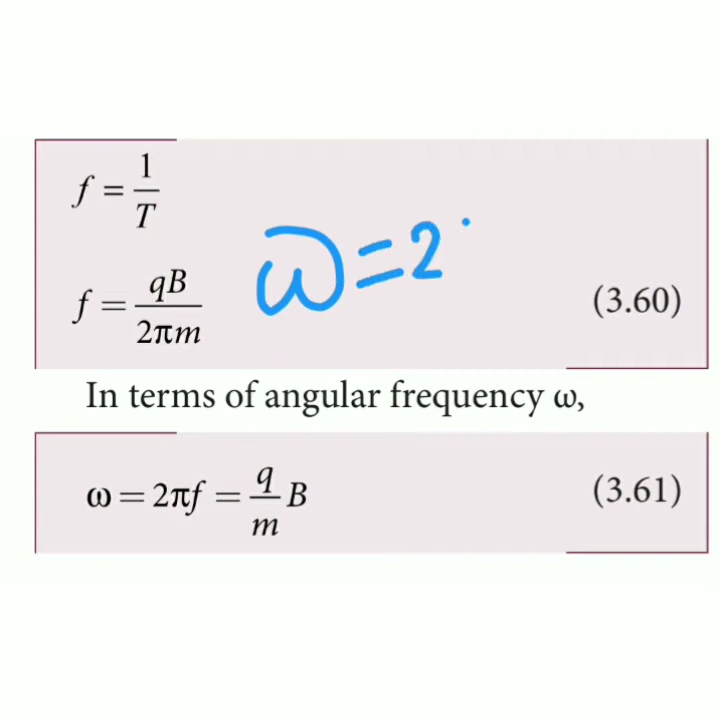 f = 1/T
ω = 2
f = qB/2πm (3.60)
In terms of angular frequency ω,
ω = 2πf = q/m B (3.61)